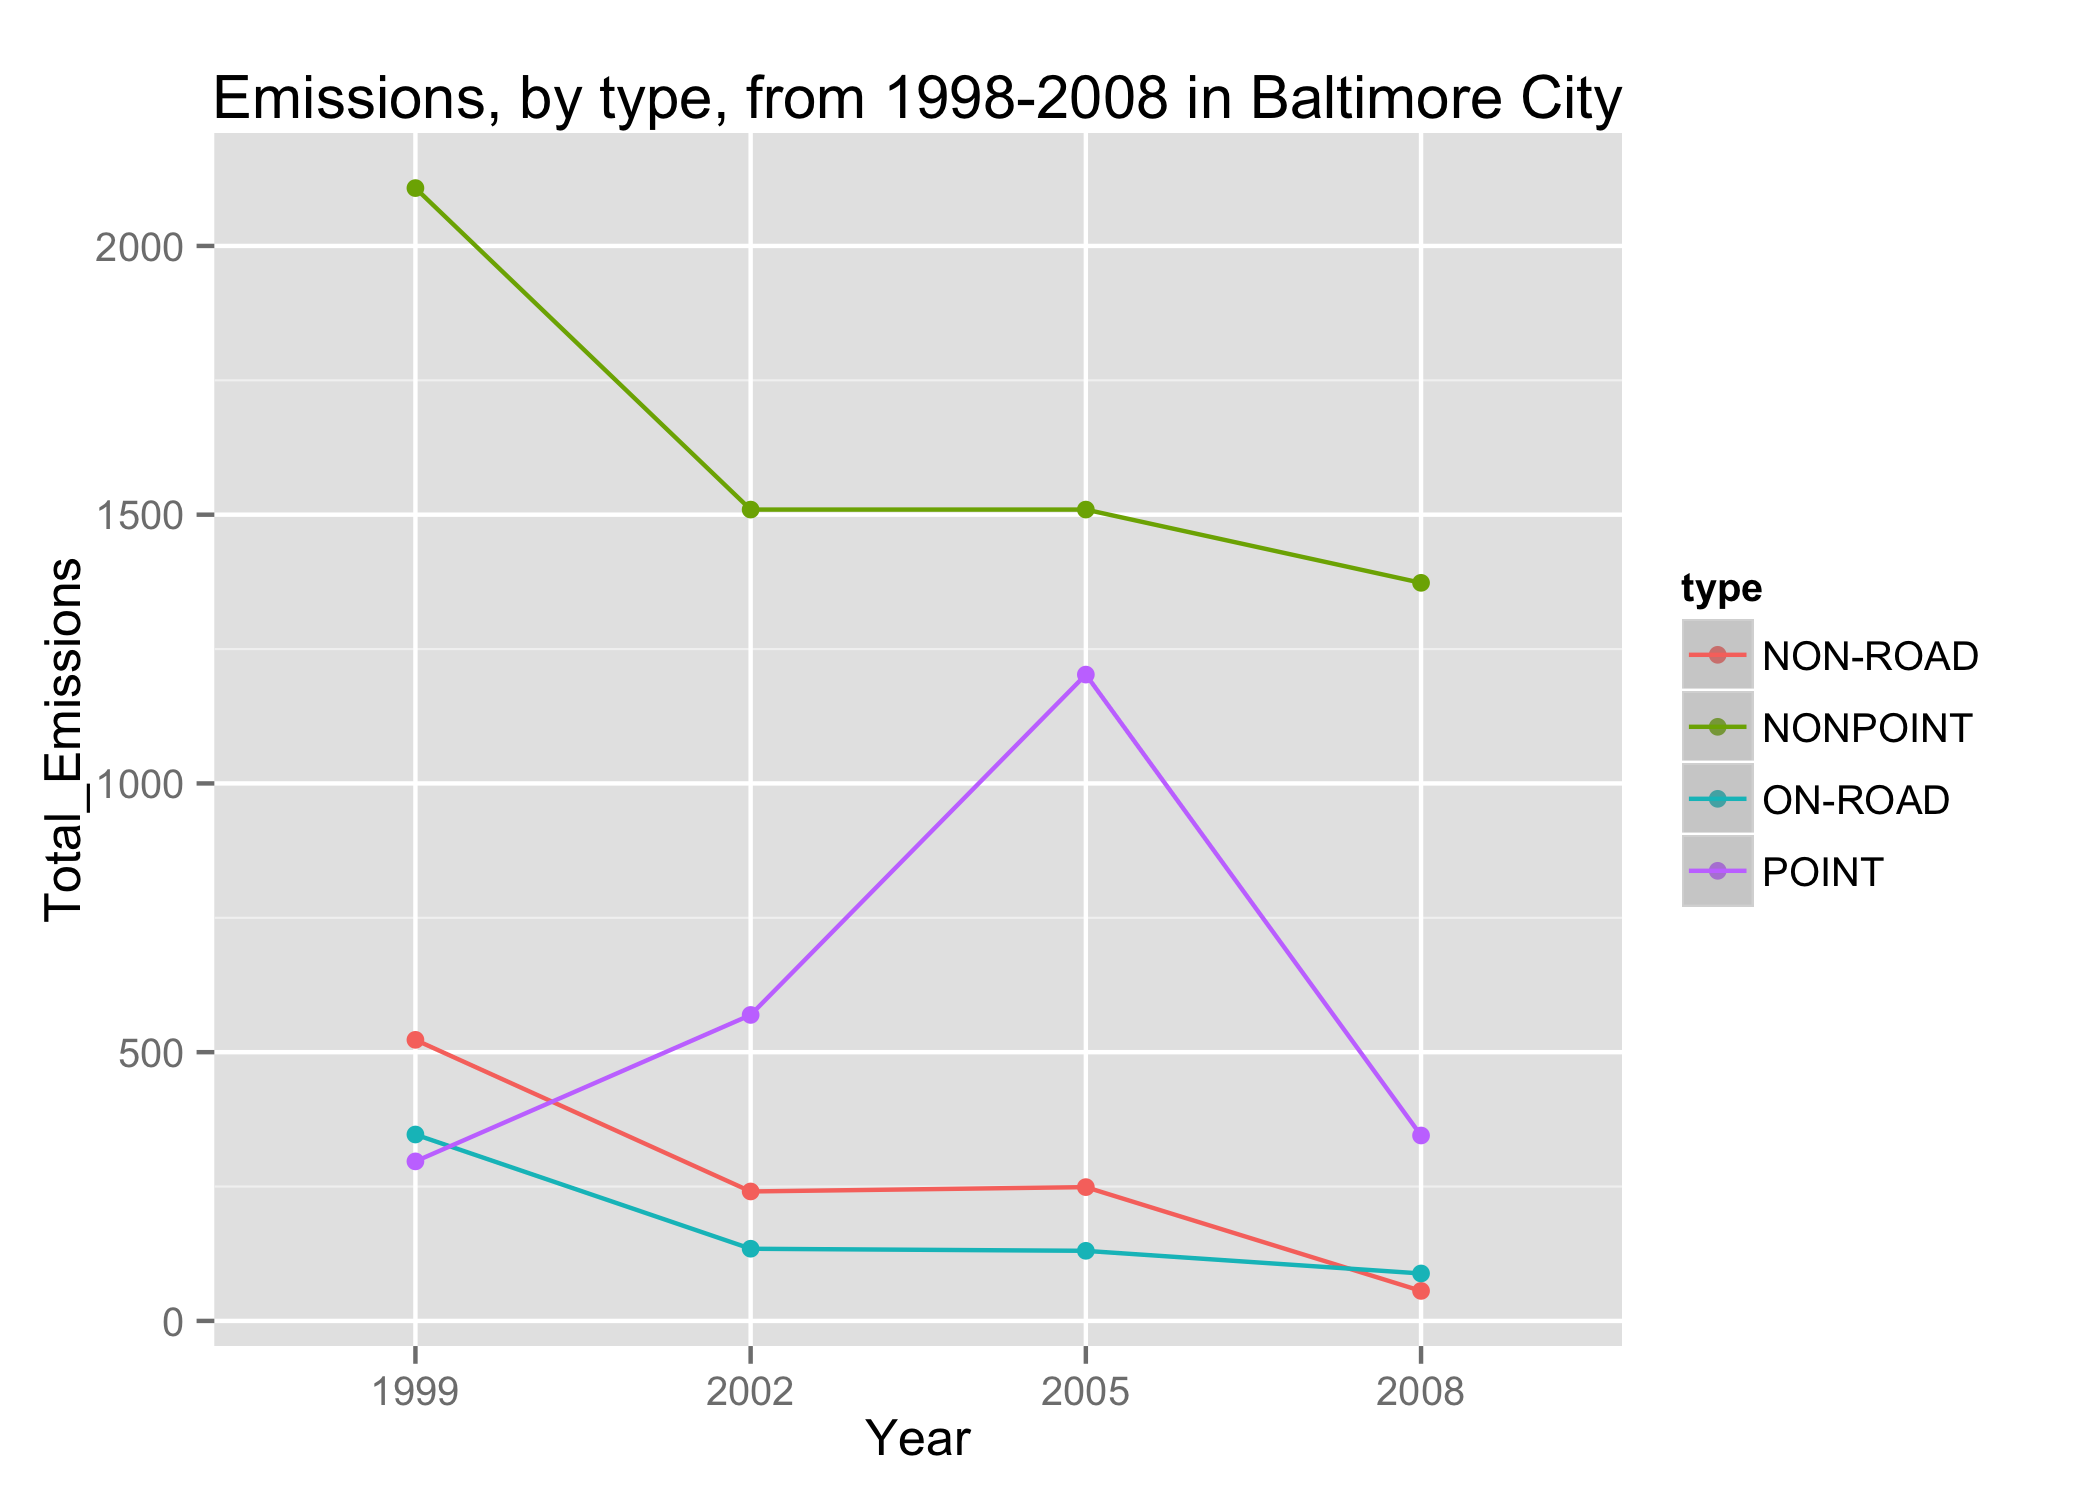 Emissions, by type, from 1998-2008 in Baltimore City
Total_Emissions
2000
1500
1000
500
0
1999 2002 2005 2008
Year
type
NON-ROAD
NONPOINT
ON-ROAD
POINT